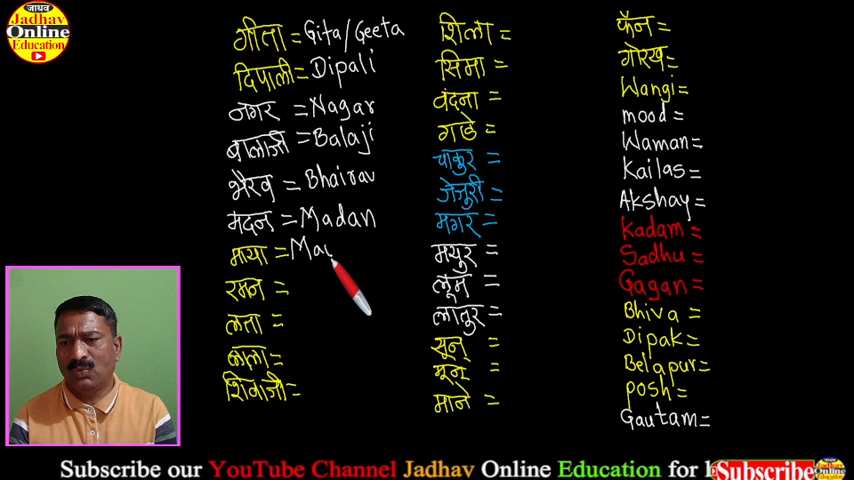 जाधव
Jadhav
Online
Education
गीता = Gita/Geeta
दिपाली = Dipali
नगर = Nagar
बालाजी = Balaji
भैरव = Bhairav
मदन = Madan
माया = Ma
रमन =
लता =
बाला =
शिवाजी =
शिला =
सिमा =
वंदना =
गाडे =
चाकुर =
जेजुरी =
मगर =
मयुर =
लूम =
लातुर =
सून् =
मून् =
माने =
फॅन =
गोरख =
Wangi =
mood =
Waman =
Kailas =
Akshay =
Kadam =
Sadhu =
Gagan =
Bhiva =
Dipak =
Belapur =
posh =
Gautam =
Subscribe our YouTube Channel Jadhav Online Education for
Subscribe